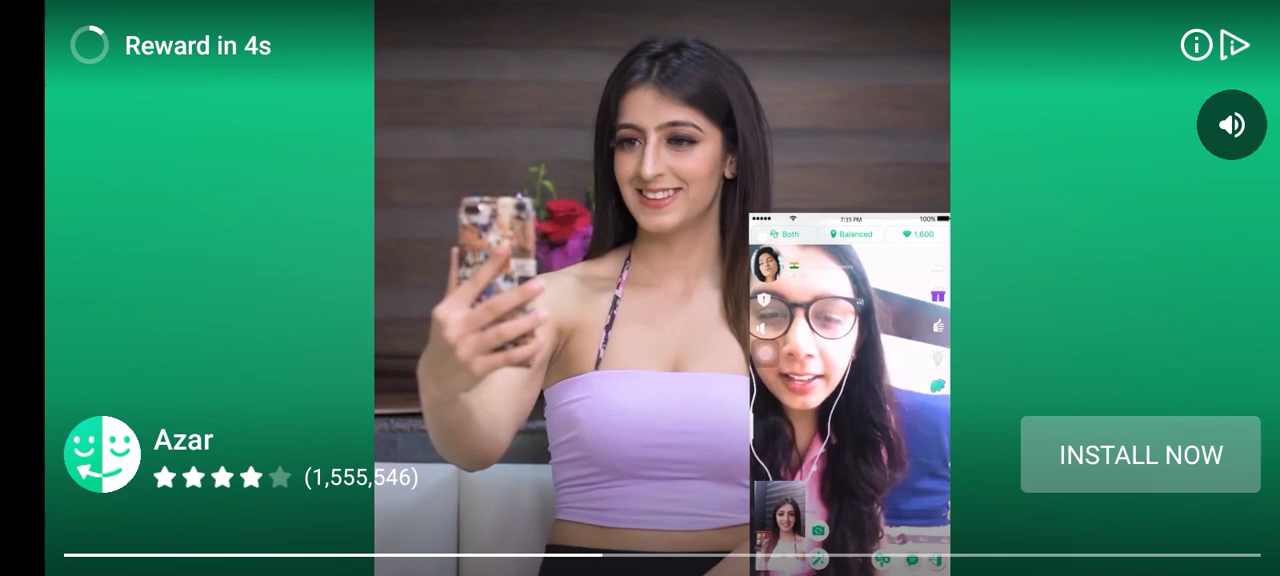 Reward in 4s
7:35 PM
100%
Both
Balanced
1,600
Azar
(1,555,546)
INSTALL NOW